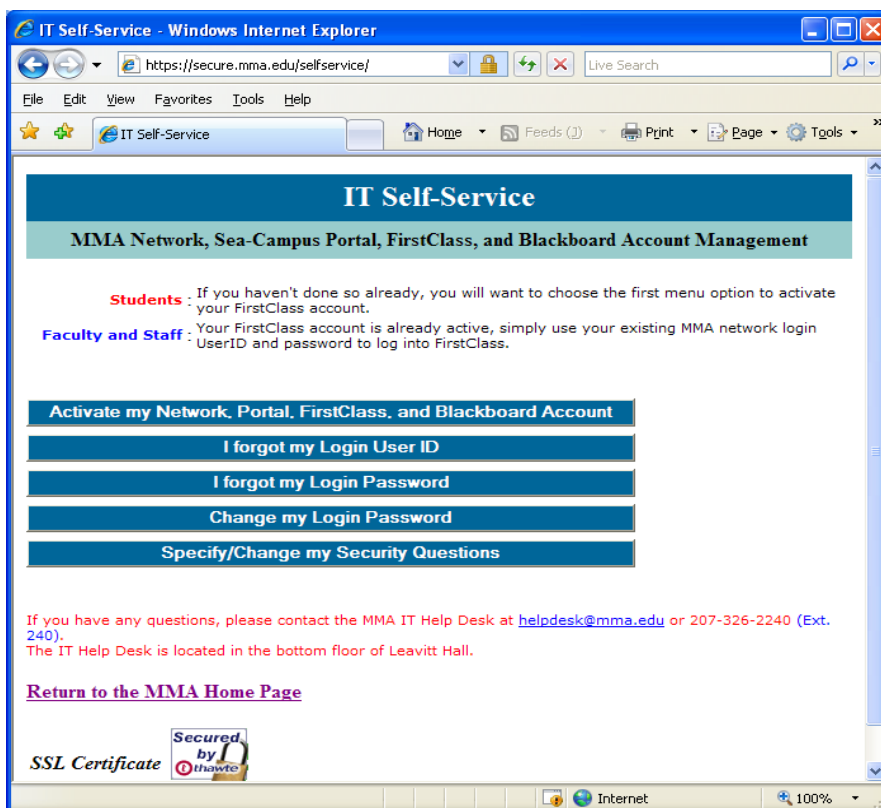 IT Self-Service - Windows Internet Explorer
https://secure.mma.edu/selfservice/
Live Search
File Edit View Favorites Tools Help
IT Self-Service
Home Feeds (J) Print Page Tools »
IT Self-Service
MMA Network, Sea-Campus Portal, FirstClass, and Blackboard Account Management
Students : If you haven't done so already, you will want to choose the first menu option to activate
your FirstClass account.
Faculty and Staff : Your FirstClass account is already active, simply use your existing MMA network login
UserID and password to log into FirstClass.
Activate my Network, Portal, FirstClass, and Blackboard Account
I forgot my Login User ID
I forgot my Login Password
Change my Login Password
Specify/Change my Security Questions
If you have any questions, please contact the MMA IT Help Desk at helpdesk@mma.edu or 207-326-2240 (Ext.
240).
The IT Help Desk is located in the bottom floor of Leavitt Hall.
Return to the MMA Home Page
SSL Certificate
Secured
by
thawte
Internet 100%